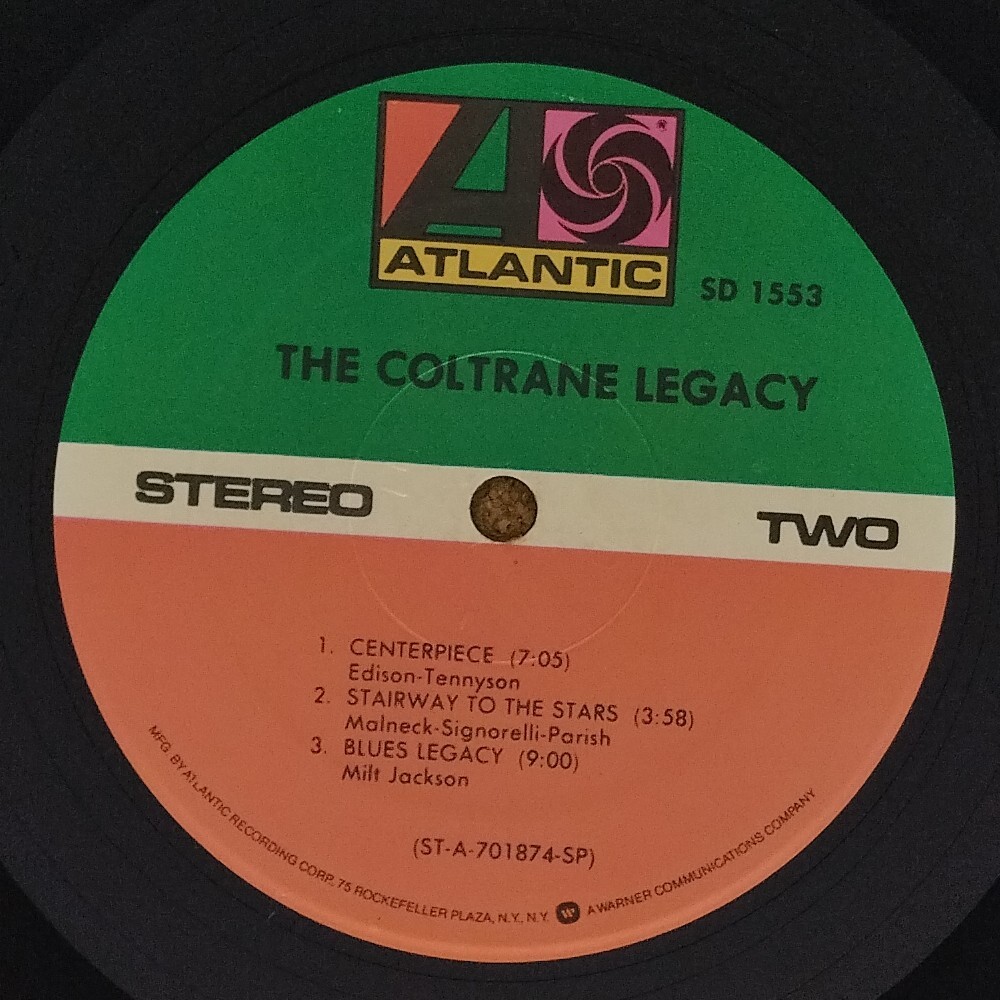 A
ATLANTIC
SD 1553
THE COLTRANE LEGACY
STEREO
TWO
1. CENTERPIECE (7:05)
Edison-Tennyson
2. STAIRWAY TO THE STARS (3:58)
Malneck-Signorelli-Parish
3. BLUES LEGACY (9:00)
Milt Jackson
(ST-A-701874-SP)
MFG BY ATLANTIC RECORDING CORP. 75 ROCKEFELLER PLAZA, N.Y., N.Y. W A WARNER COMMUNICATIONS COMPANY